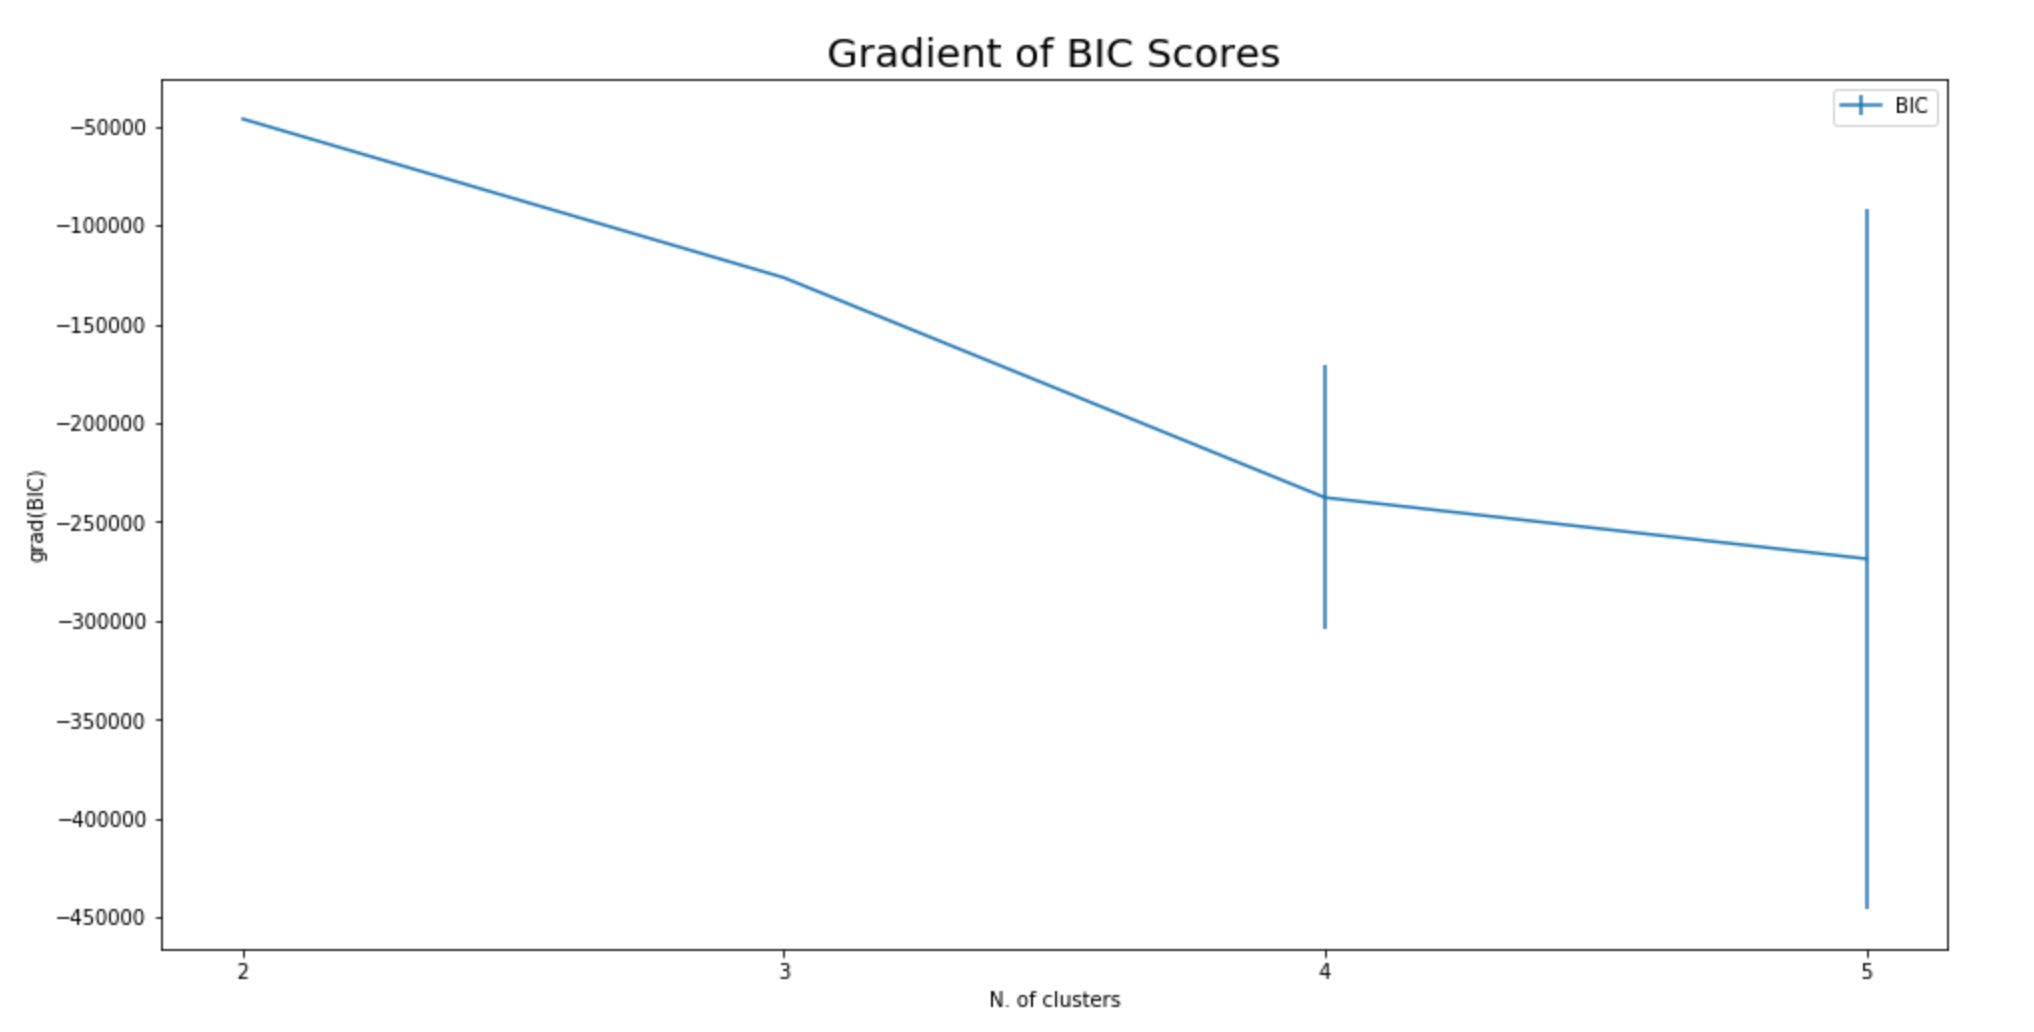 Gradient of BIC Scores
BIC
−50000
−100000
−150000
−200000
−250000
−300000
−350000
−400000
−450000
grad(BIC)
2 3 4 5
N. of clusters